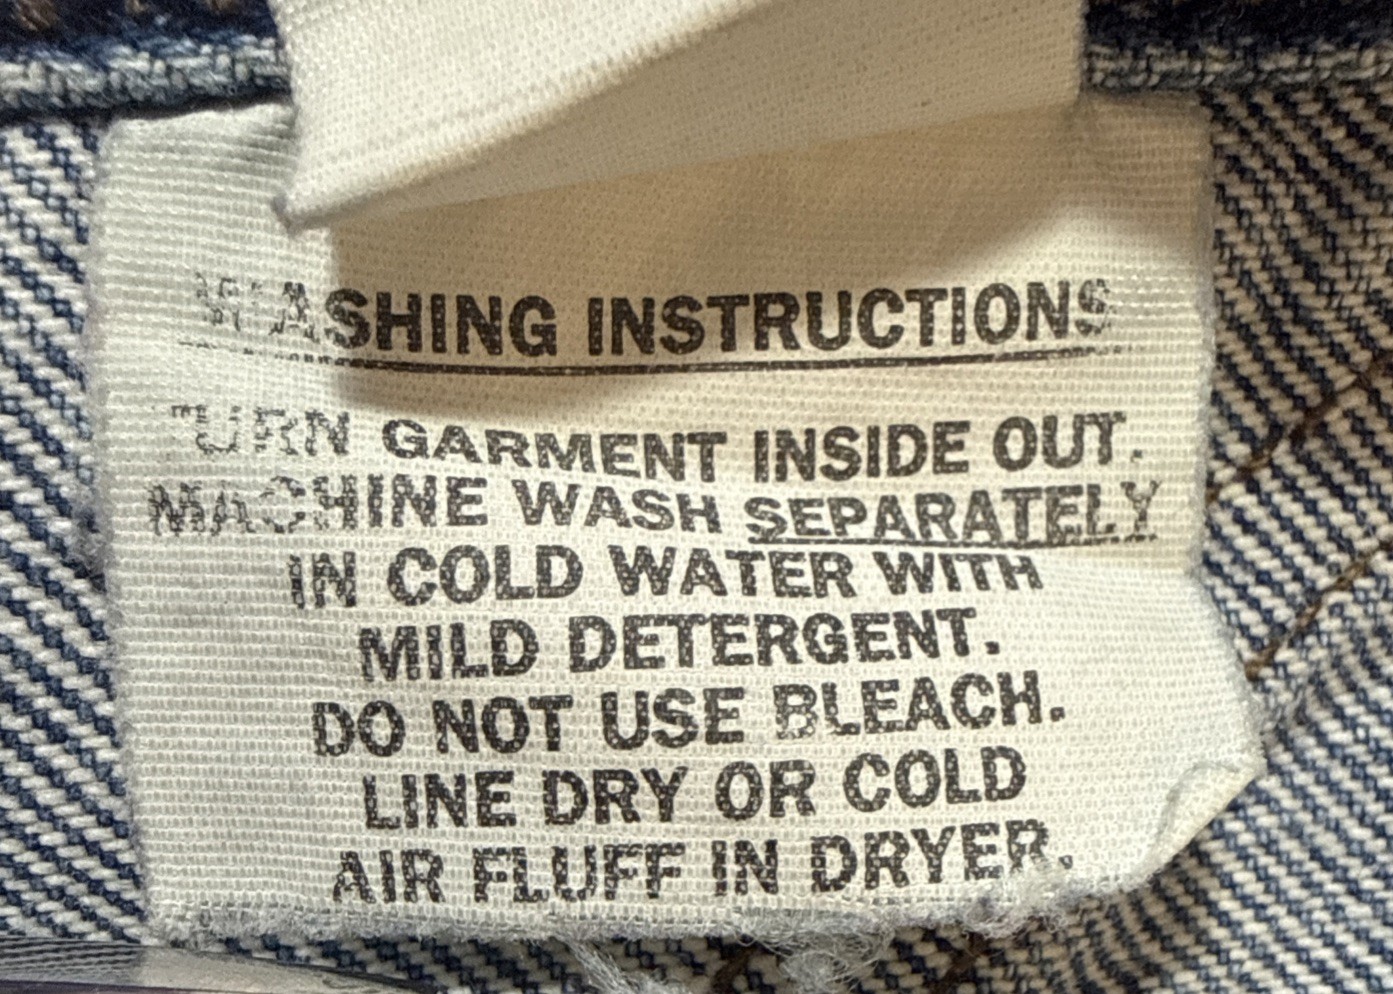 WASHING INSTRUCTIONS
TURN GARMENT INSIDE OUT.
MACHINE WASH SEPARATELY
IN COLD WATER WITH
MILD DETERGENT.
DO NOT USE BLEACH.
LINE DRY OR COLD
AIR FLUFF IN DRYER.